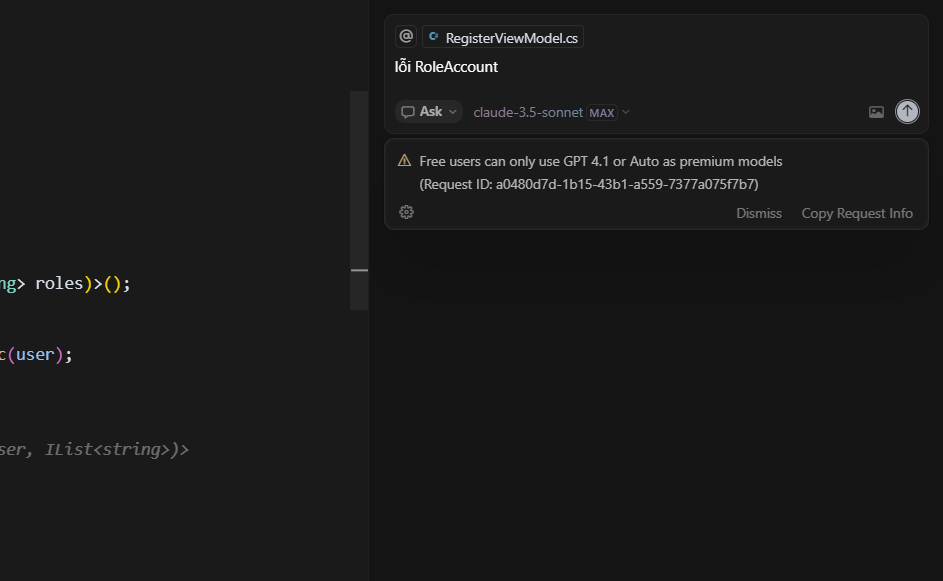 @ RegisterViewModel.cs
lỗi RoleAccount
Ask claude-3.5-sonnet MAX
Free users can only use GPT 4.1 or Auto as premium models
(Request ID: a0480d7d-1b15-43b1-a559-7377a075f7b7)
Dismiss Copy Request Info
ng> roles)>();
c(user);
ser, IList<string>)>